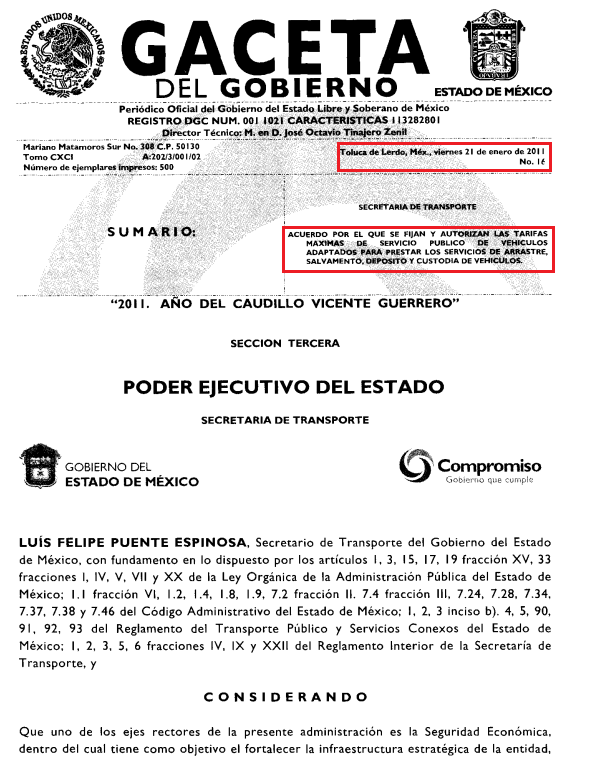 ESTADOS UNIDOS MEXICANOS
GACETA
DEL GOBIERNO
ESTADO DE MÉXICO
Periódico Oficial del Gobierno del Estado Libre y Soberano de México
REGISTRO DGC NUM. 001 1021 CARACTERISTICAS 113282801
Director Técnico: M. en D. José Octavio Tinajero Zenil
Mariano Matamoros Sur No. 308 C.P. 50130
Tomo CXCI A:202/3/001/02
Número de ejemplares impresos: 500
Toluca de Lerdo, Méx., viernes 21 de enero de 2011
No. 16
SECRETARIA DE TRANSPORTE
SUMARIO:
ACUERDO POR EL QUE SE FIJAN Y AUTORIZAN LAS TARIFAS
MAXIMAS DE SERVICIO PUBLICO DE VEHICULOS
ADAPTADOS PARA PRESTAR LOS SERVICIOS DE ARRASTRE,
SALVAMENTO, DEPOSITO Y CUSTODIA DE VEHICULOS.
"2011. AÑO DEL CAUDILLO VICENTE GUERRERO"
SECCION TERCERA
PODER EJECUTIVO DEL ESTADO
SECRETARIA DE TRANSPORTE
GOBIERNO DEL
ESTADO DE MÉXICO
Compromiso
Gobierno que cumple
LUÍS FELIPE PUENTE ESPINOSA, Secretario de Transporte del Gobierno del Estado
de México, con fundamento en lo dispuesto por los artículos 1, 3, 15, 17, 19 fracción XV, 33
fracciones I, IV, V, VII y XX de la Ley Orgánica de la Administración Pública del Estado de
México; 1.1 fracción VI, 1.2, 1.4, 1.8, 1.9, 7.2 fracción II. 7.4 fracción III, 7.24, 7.28, 7.34,
7.37, 7.38 y 7.46 del Código Administrativo del Estado de México; 1, 2, 3 inciso b). 4, 5, 90,
91, 92, 93 del Reglamento del Transporte Público y Servicios Conexos del Estado de
México; 1, 2, 3, 5, 6 fracciones IV, IX y XXII del Reglamento Interior de la Secretaría de
Transporte, y
CONSIDERANDO
Que uno de los ejes rectores de la presente administración es la Seguridad Económica,
dentro del cual tiene como objetivo el fortalecer la infraestructura estratégica de la entidad,